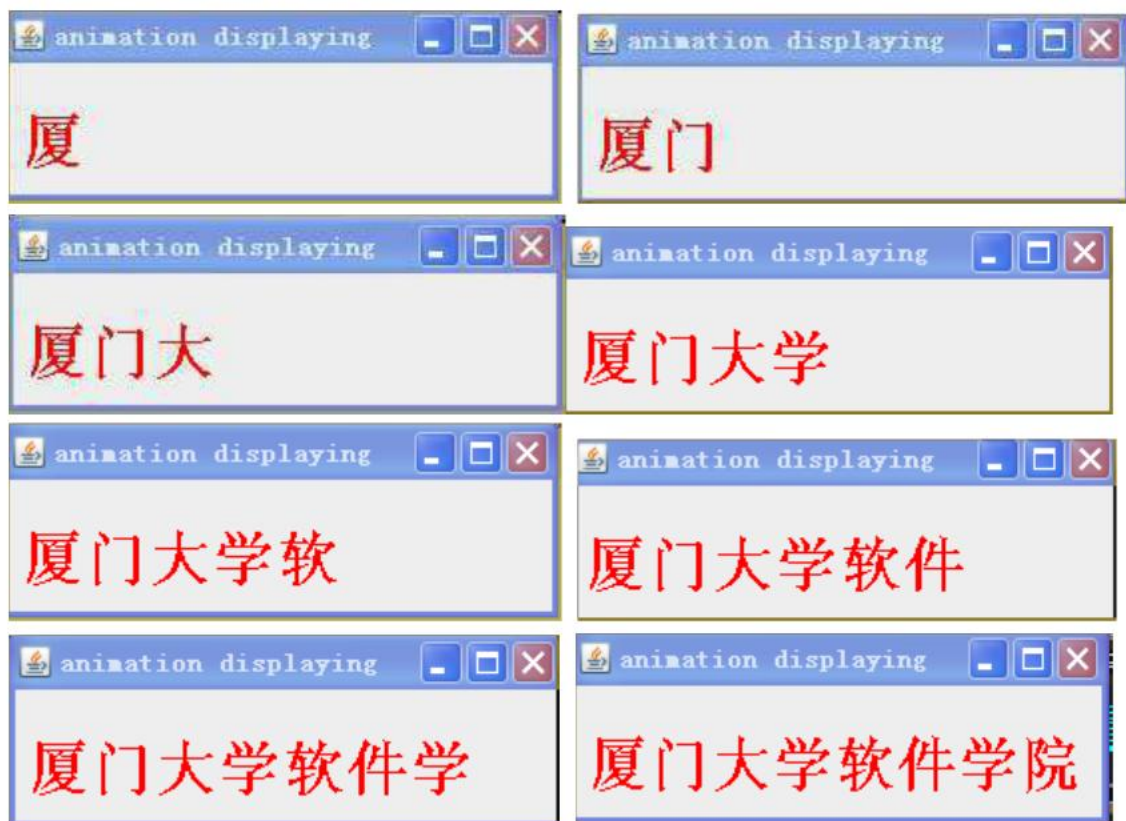 animation displaying
厦
animation displaying
厦门
animation displaying
厦门大
animation displaying
厦门大学
animation displaying
厦门大学软
animation displaying
厦门大学软件
animation displaying
厦门大学软件学
animation displaying
厦门大学软件学院